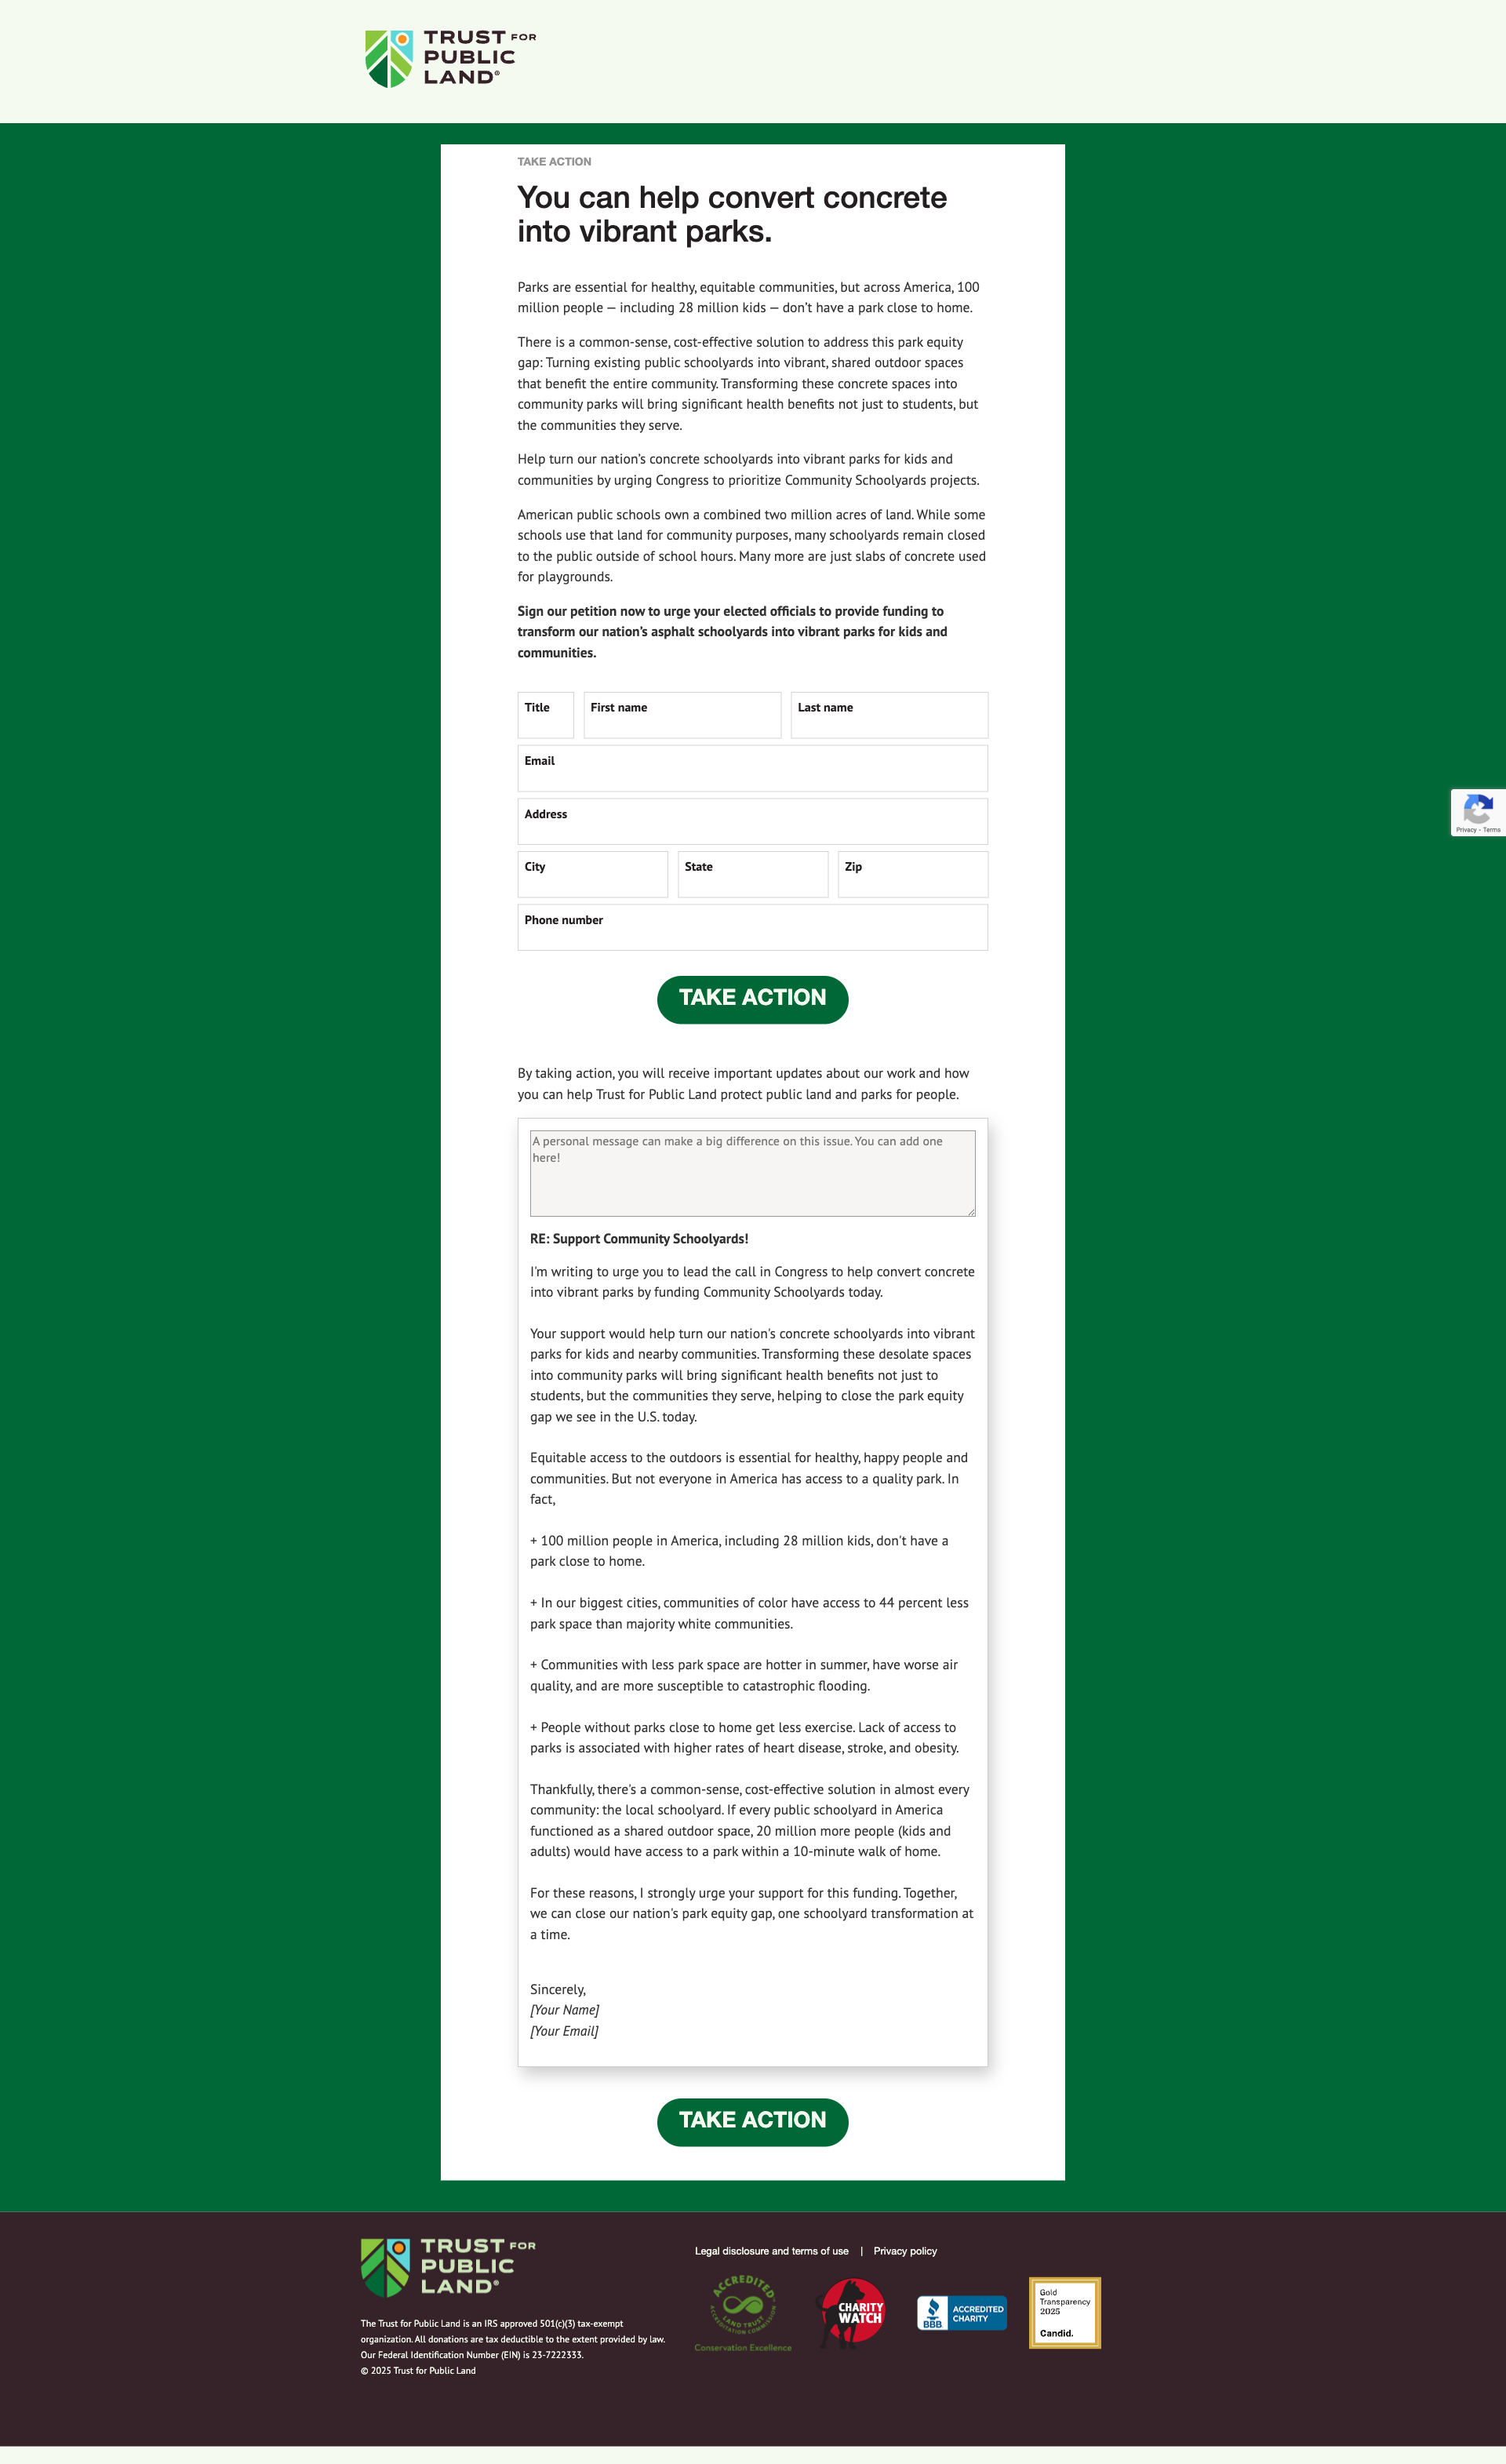 TRUST FOR
PUBLIC
LAND®
TAKE ACTION
You can help convert concrete
into vibrant parks.
Parks are essential for healthy, equitable communities, but across America, 100
million people — including 28 million kids — don’t have a park close to home.
There is a common-sense, cost-effective solution to address this park equity
gap: Turning existing public schoolyards into vibrant, shared outdoor spaces
that benefit the entire community. Transforming these concrete spaces into
community parks will bring significant health benefits not just to students, but
the communities they serve.
Help turn our nation’s concrete schoolyards into vibrant parks for kids and
communities by urging Congress to prioritize Community Schoolyards projects.
American public schools own a combined two million acres of land. While some
schools use that land for community purposes, many schoolyards remain closed
to the public outside of school hours. Many more are just slabs of concrete used
for playgrounds.
Sign our petition now to urge your elected officials to provide funding to
transform our nation’s asphalt schoolyards into vibrant parks for kids and
communities.
Title First name Last name
Email
Address
City State Zip
Phone number
Privacy - Terms
TAKE ACTION
By taking action, you will receive important updates about our work and how
you can help Trust for Public Land protect public land and parks for people.
A personal message can make a big difference on this issue. You can add one
here!
RE: Support Community Schoolyards!
I'm writing to urge you to lead the call in Congress to help convert concrete
into vibrant parks by funding Community Schoolyards today.
Your support would help turn our nation's concrete schoolyards into vibrant
parks for kids and nearby communities. Transforming these desolate spaces
into community parks will bring significant health benefits not just to
students, but the communities they serve, helping to close the park equity
gap we see in the U.S. today.
Equitable access to the outdoors is essential for healthy, happy people and
communities. But not everyone in America has access to a quality park. In
fact,
+ 100 million people in America, including 28 million kids, don't have a
park close to home.
+ In our biggest cities, communities of color have access to 44 percent less
park space than majority white communities.
+ Communities with less park space are hotter in summer, have worse air
quality, and are more susceptible to catastrophic flooding.
+ People without parks close to home get less exercise. Lack of access to
parks is associated with higher rates of heart disease, stroke, and obesity.
Thankfully, there's a common-sense, cost-effective solution in almost every
community: the local schoolyard. If every public schoolyard in America
functioned as a shared outdoor space, 20 million more people (kids and
adults) would have access to a park within a 10-minute walk of home.
For these reasons, I strongly urge your support for this funding. Together,
we can close our nation's park equity gap, one schoolyard transformation at
a time.
Sincerely,
[Your Name]
[Your Email]
TAKE ACTION
TRUST FOR
PUBLIC
LAND®
The Trust for Public Land is an IRS approved 501(c)(3) tax-exempt
organization. All donations are tax deductible to the extent provided by law.
Our Federal Identification Number (EIN) is 23-7222333.
© 2025 Trust for Public Land
Legal disclosure and terms of use | Privacy policy
ACCREDITED
LAND TRUST
ACCREDITATION COMMISSION
Conservation Excellence
CHARITY
WATCH
BBB
ACCREDITED
CHARITY
Gold
Transparency
2025
Candid.